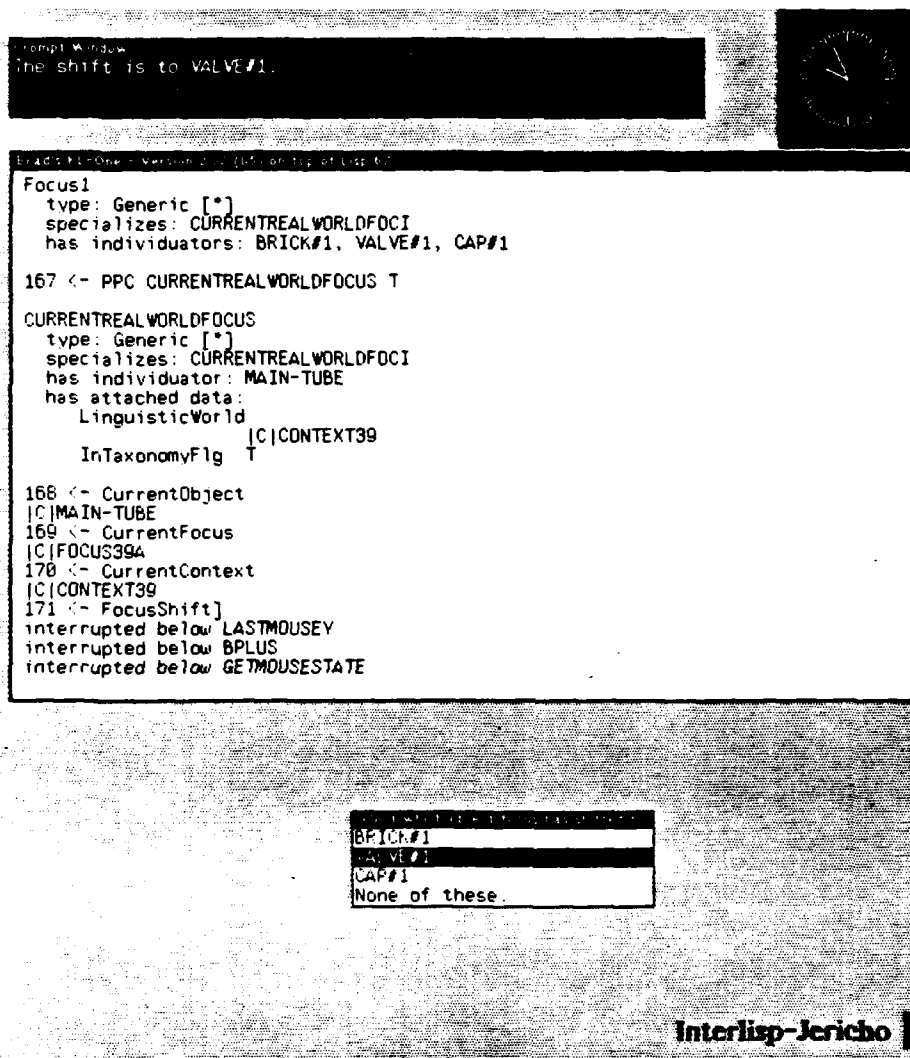 Prompt Window
The shift is to VALVE#1.
Version
Focus1
type: Generic [*]
specializes: CURRENTREALWORLDFOCI
has individuators: BRICK#1, VALVE#1, CAP#1
167 <- PPC CURRENTREALWORLDFOCUS T
CURRENTREALWORLDFOCUS
type: Generic [*]
specializes: CURRENTREALWORLDFOCI
has individuator: MAIN-TUBE
has attached data:
LinguisticWorld
|C|CONTEXT39
InTaxonomyFlg T
168 <- CurrentObject
|C|MAIN-TUBE
169 <- CurrentFocus
|C|FOCUS39A
170 <- CurrentContext
|C|CONTEXT39
171 <- FocusShift]
interrupted below LASTMOUSEY
interrupted below BPLUS
interrupted below GETMOUSESTATE
BRICK#1
VALVE#1
CAP#1
None of these.
Interlisp-Jericho